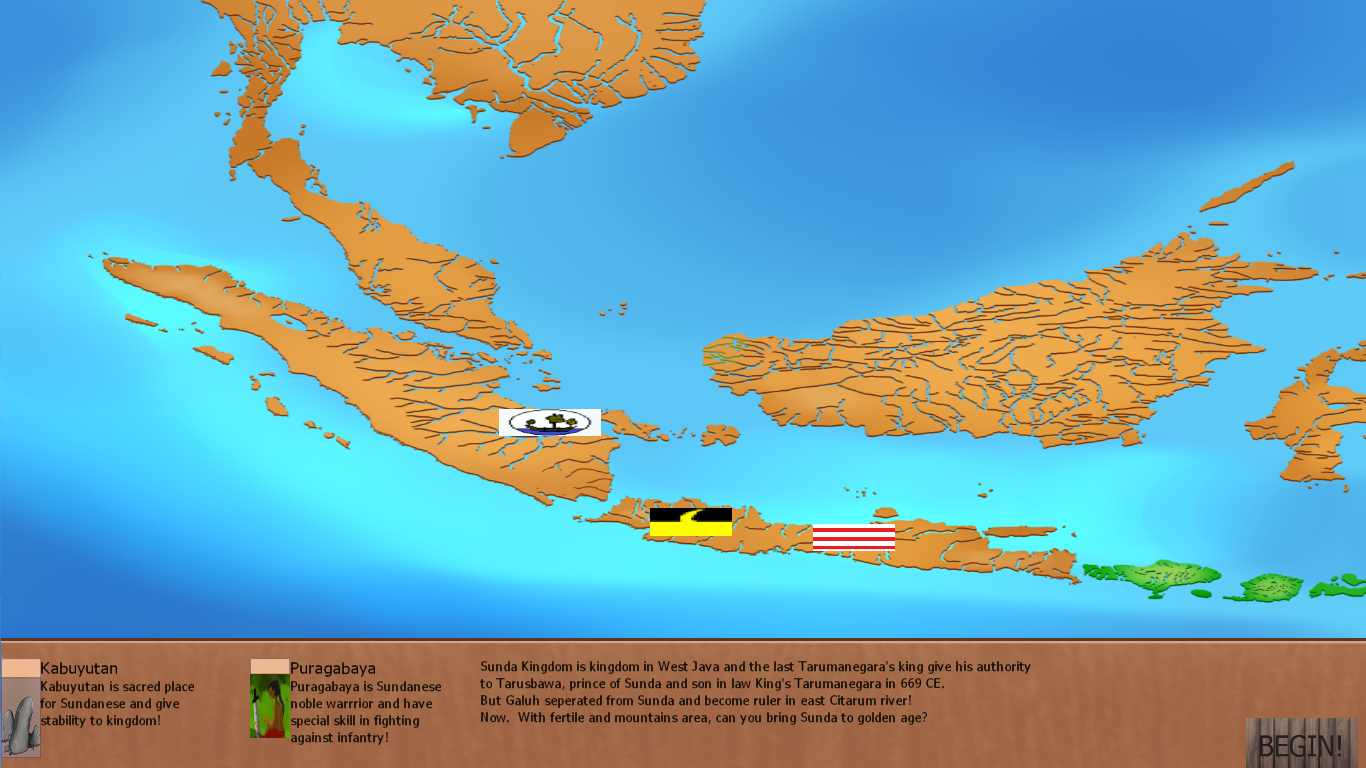 Kabuyutan
Kabuyutan is sacred place
for Sundanese and give
stability to kingdom!
Puragabaya
Puragabaya is Sundanese
noble warrrior and have
special skill in fighting
against infantry!
Sunda Kingdom is kingdom in West Java and the last Tarumanegara's king give his authority
to Tarusbawa, prince of Sunda and son in law King's Tarumanegara in 669 CE.
But Galuh seperated from Sunda and become ruler in east Citarum river!
Now.  With fertile and mountains area, can you bring Sunda to golden age?
BEGIN!